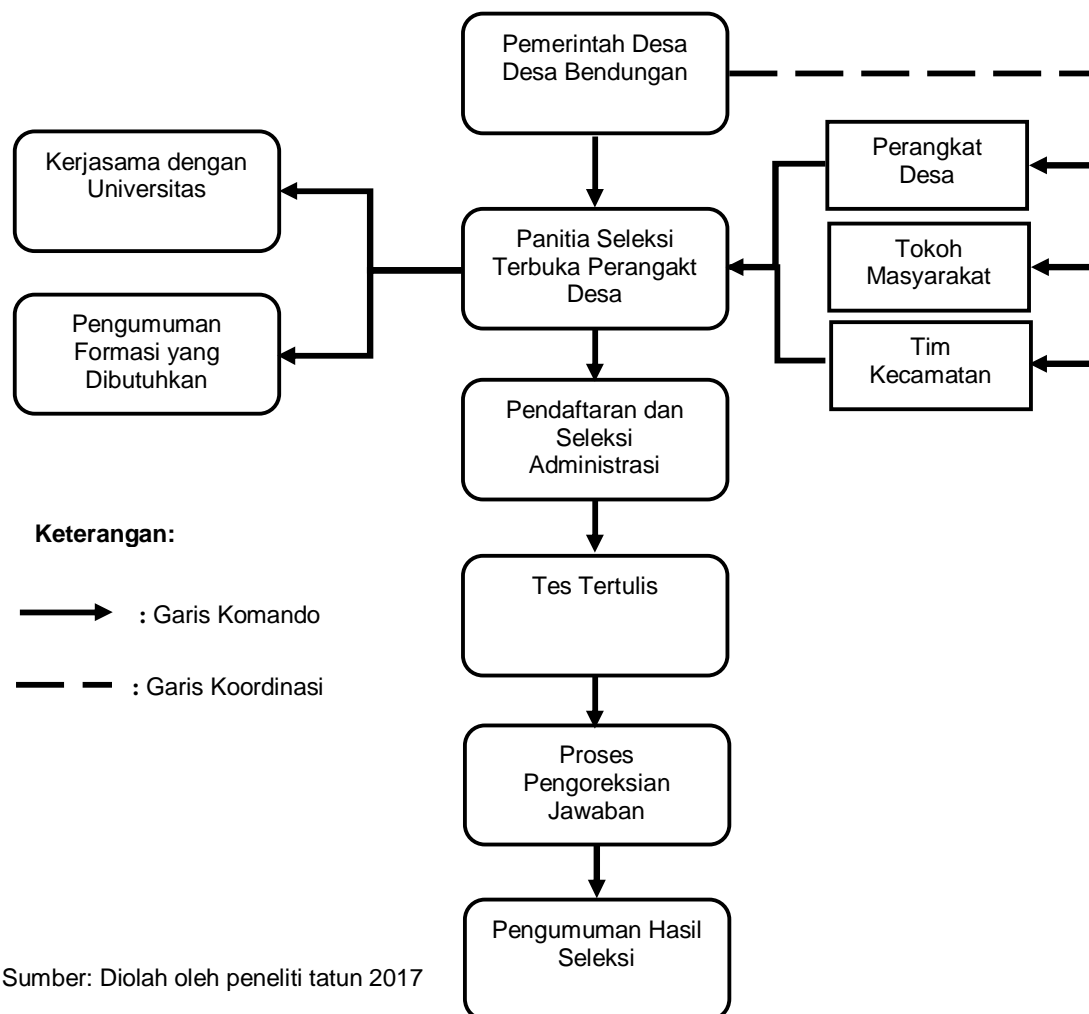 Pemerintah Desa
Desa Bendungan
Kerjasama dengan
Universitas
Perangkat
Desa
Panitia Seleksi
Terbuka Perangakt
Desa
Tokoh
Masyarakat
Pengumuman
Formasi yang
Dibutuhkan
Tim
Kecamatan
Pendaftaran dan
Seleksi
Administrasi
Keterangan:
: Garis Komando
: Garis Koordinasi
Tes Tertulis
Proses
Pengoreksian
Jawaban
Pengumuman Hasil
Seleksi
Sumber: Diolah oleh peneliti tatun 2017